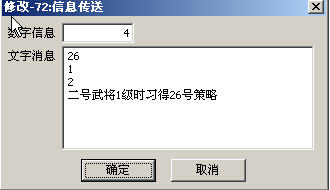 修改-72:信息传送
数字信息
4
文字消息
26
1
2
二号武将1级时习得26号策略
确定
取消